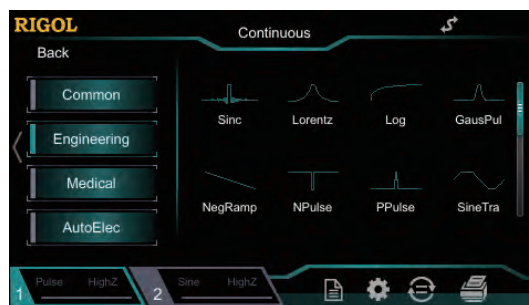 RIGOL
Continuous
Back
Common
Engineering
Medical
AutoElec
Sinc Lorentz Log GausPul
NegRamp NPulse PPulse SineTra
1 Pulse HighZ 2 Sine HighZ